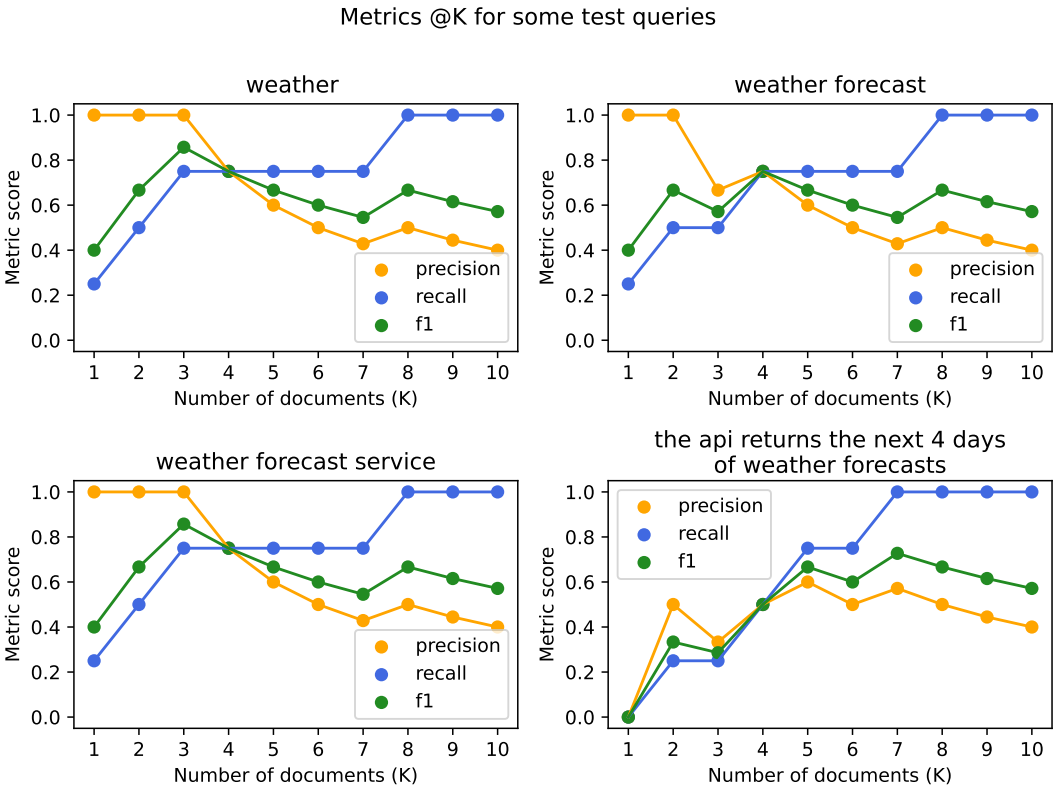 Metrics @K for some test queries
weather
Metric score
1.0
0.8
0.6
0.4
0.2
0.0
precision
recall
f1
1 2 3 4 5 6 7 8 9 10
Number of documents (K)
weather forecast
Metric score
1.0
0.8
0.6
0.4
0.2
0.0
precision
recall
f1
1 2 3 4 5 6 7 8 9 10
Number of documents (K)
weather forecast service
Metric score
1.0
0.8
0.6
0.4
0.2
0.0
precision
recall
f1
1 2 3 4 5 6 7 8 9 10
Number of documents (K)
the api returns the next 4 days
of weather forecasts
Metric score
1.0
0.8
0.6
0.4
0.2
0.0
precision
recall
f1
1 2 3 4 5 6 7 8 9 10
Number of documents (K)